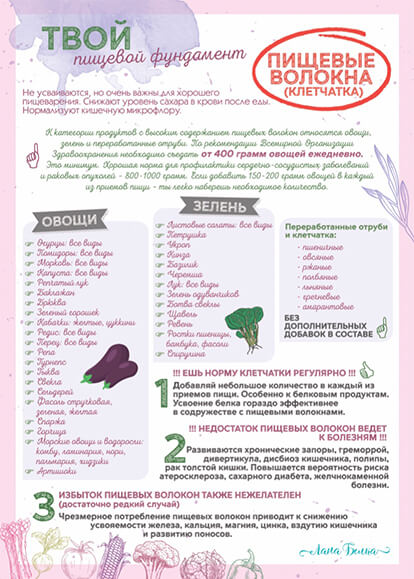 ТВОЙ
пищевой фундамент
ПИЩЕВЫЕ
ВОЛОКНА
(КЛЕТЧАТКА)
Не усваиваются, но очень важны для хорошего
пищеварения. Снижают уровень сахара в крови после еды.
Нормализуют кишечную микрофлору.
К категории продуктов с высоким содержанием пищевых волокон относятся овощи,
зелень и переработанные отруби. По рекомендации Всемирной Организации
Здравоохранения необходимо съедать от 400 грамм овощей ежедневно.
Это минимум. Хорошая норма для профилактики сердечно-сосудистых заболеваний
и раковых опухолей - 800-1000 грамм. Если добавить 150-200 грамм овощей в каждый
из приемов пищи - ты легко наберешь необходимое количество.
ОВОЩИ
Огурцы: все виды
Помидоры: все виды
Морковь: все виды
Капуста: все виды
Репчатый лук
Баклажан
Брюква
Зеленый горошек
Кабачки: желтые, цуккини
Редис: все виды
Перец: все виды
Репа
Турнепс
Тыква
Свекла
Сельдерей
Фасоль стручковая,
зеленая, желтая
Спаржа
Горчица
Морские овощи и водоросли:
комбу, ламинария, нори,
пальмария, хидзуки
Артишоки
ЗЕЛЕНЬ
Листовые салаты: все виды
Петрушка
Укроп
Кинза
Базилик
Черемша
Лук: все виды
Зелень одуванчиков
Ботва свеклы
Щавель
Ревень
Ростки пшеницы,
банбука, фасоли
Спирулина
Переработанные отруби
и клетчатка:
- пшеничные
- овсяные
- ржаные
- полбяные
- льняные
- гречневые
- амарантовые
БЕЗ
ДОПОЛНИТЕЛЬНЫХ
ДОБАВОК В СОСТАВЕ
!!! ЕШЬ НОРМУ КЛЕТЧАТКИ РЕГУЛЯРНО !!!
1 Добавляй небольшое количество в каждый из
приемов пищи. Особенно к белковым продуктам.
Усвоение белка гораздо эффективнее
в содружестве с пищевыми волокнами.
!!! НЕДОСТАТОК ПИЩЕВЫХ ВОЛОКОН ВЕДЕТ
К БОЛЕЗНЯМ !!!
2 Развиваются хронические запоры, геморрой,
дивертикула, дисбиоз кишечника, полипы,
рак толстой кишки. Повышается вероятность риска
атеросклероза, сахарного диабета, желчнокаменной
болезни.
3 ИЗБЫТОК ПИЩЕВЫХ ВОЛОКОН ТАКЖЕ НЕЖЕЛАТЕЛЕН
(достаточно редкий случай)
Чрезмерное потребление пищевых волокон приводит к снижению
усвояемости железа, кальция, магния, цинка, вздутию кишечника
и развитию поносов.
Лана Белка